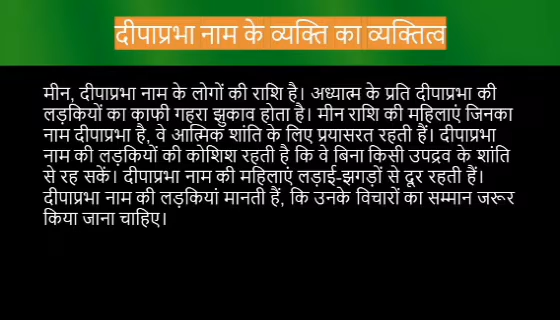 दीपाप्रभा नाम के व्यक्ति का व्यक्तित्व
मीन, दीपाप्रभा नाम के लोगों की राशि है। अध्यात्म के प्रति दीपाप्रभा की
लड़कियों का काफी गहरा झुकाव होता है। मीन राशि की महिलाएं जिनका
नाम दीपाप्रभा है, वे आत्मिक शांति के लिए प्रयासरत रहती हैं। दीपाप्रभा
नाम की लड़कियों की कोशिश रहती है कि वे बिना किसी उपद्रव के शांति
से रह सकें। दीपाप्रभा नाम की महिलाएं लड़ाई-झगड़ों से दूर रहती हैं।
दीपाप्रभा नाम की लड़कियां मानती हैं, कि उनके विचारों का सम्मान जरूर
किया जाना चाहिए।